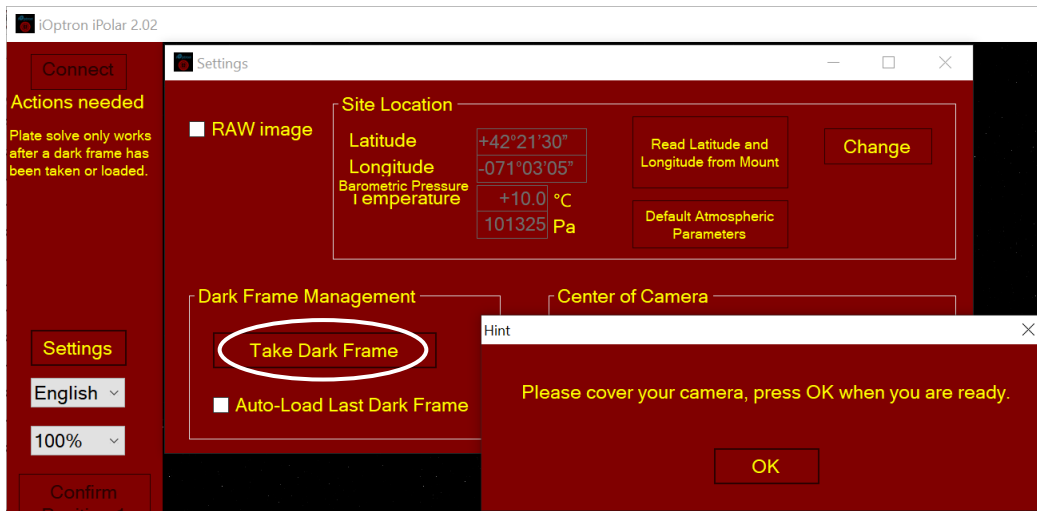 iOptron iPolar 2.02
Connect
Actions needed
Plate solve only works
after a dark frame has
been taken or loaded.
Settings
English
100%
Confirm
Settings
RAW image
Site Location
Latitude
+42°21'30"
Longitude
-071°03'05"
Barometric Pressure
Temperature
+10.0 °C
101325 Pa
Read Latitude and
Longitude from Mount
Default Atmospheric
Parameters
Change
Dark Frame Management
Take Dark Frame
Auto-Load Last Dark Frame
Center of Camera
Hint
Please cover your camera, press OK when you are ready.
OK